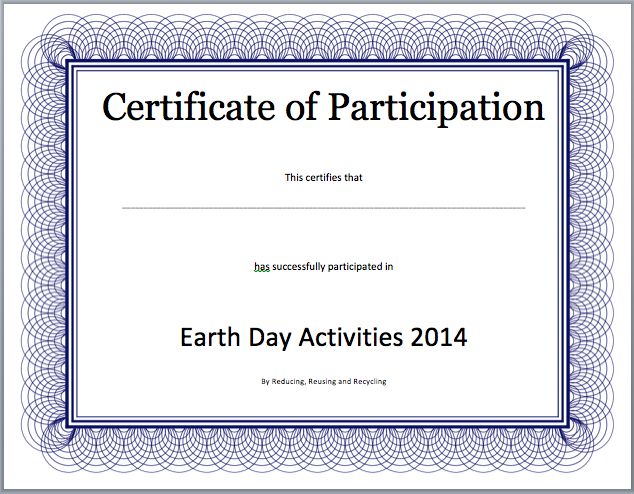 Certificate of Participation
This certifies that
has successfully participated in
Earth Day Activities 2014
By Reducing, Reusing and Recycling